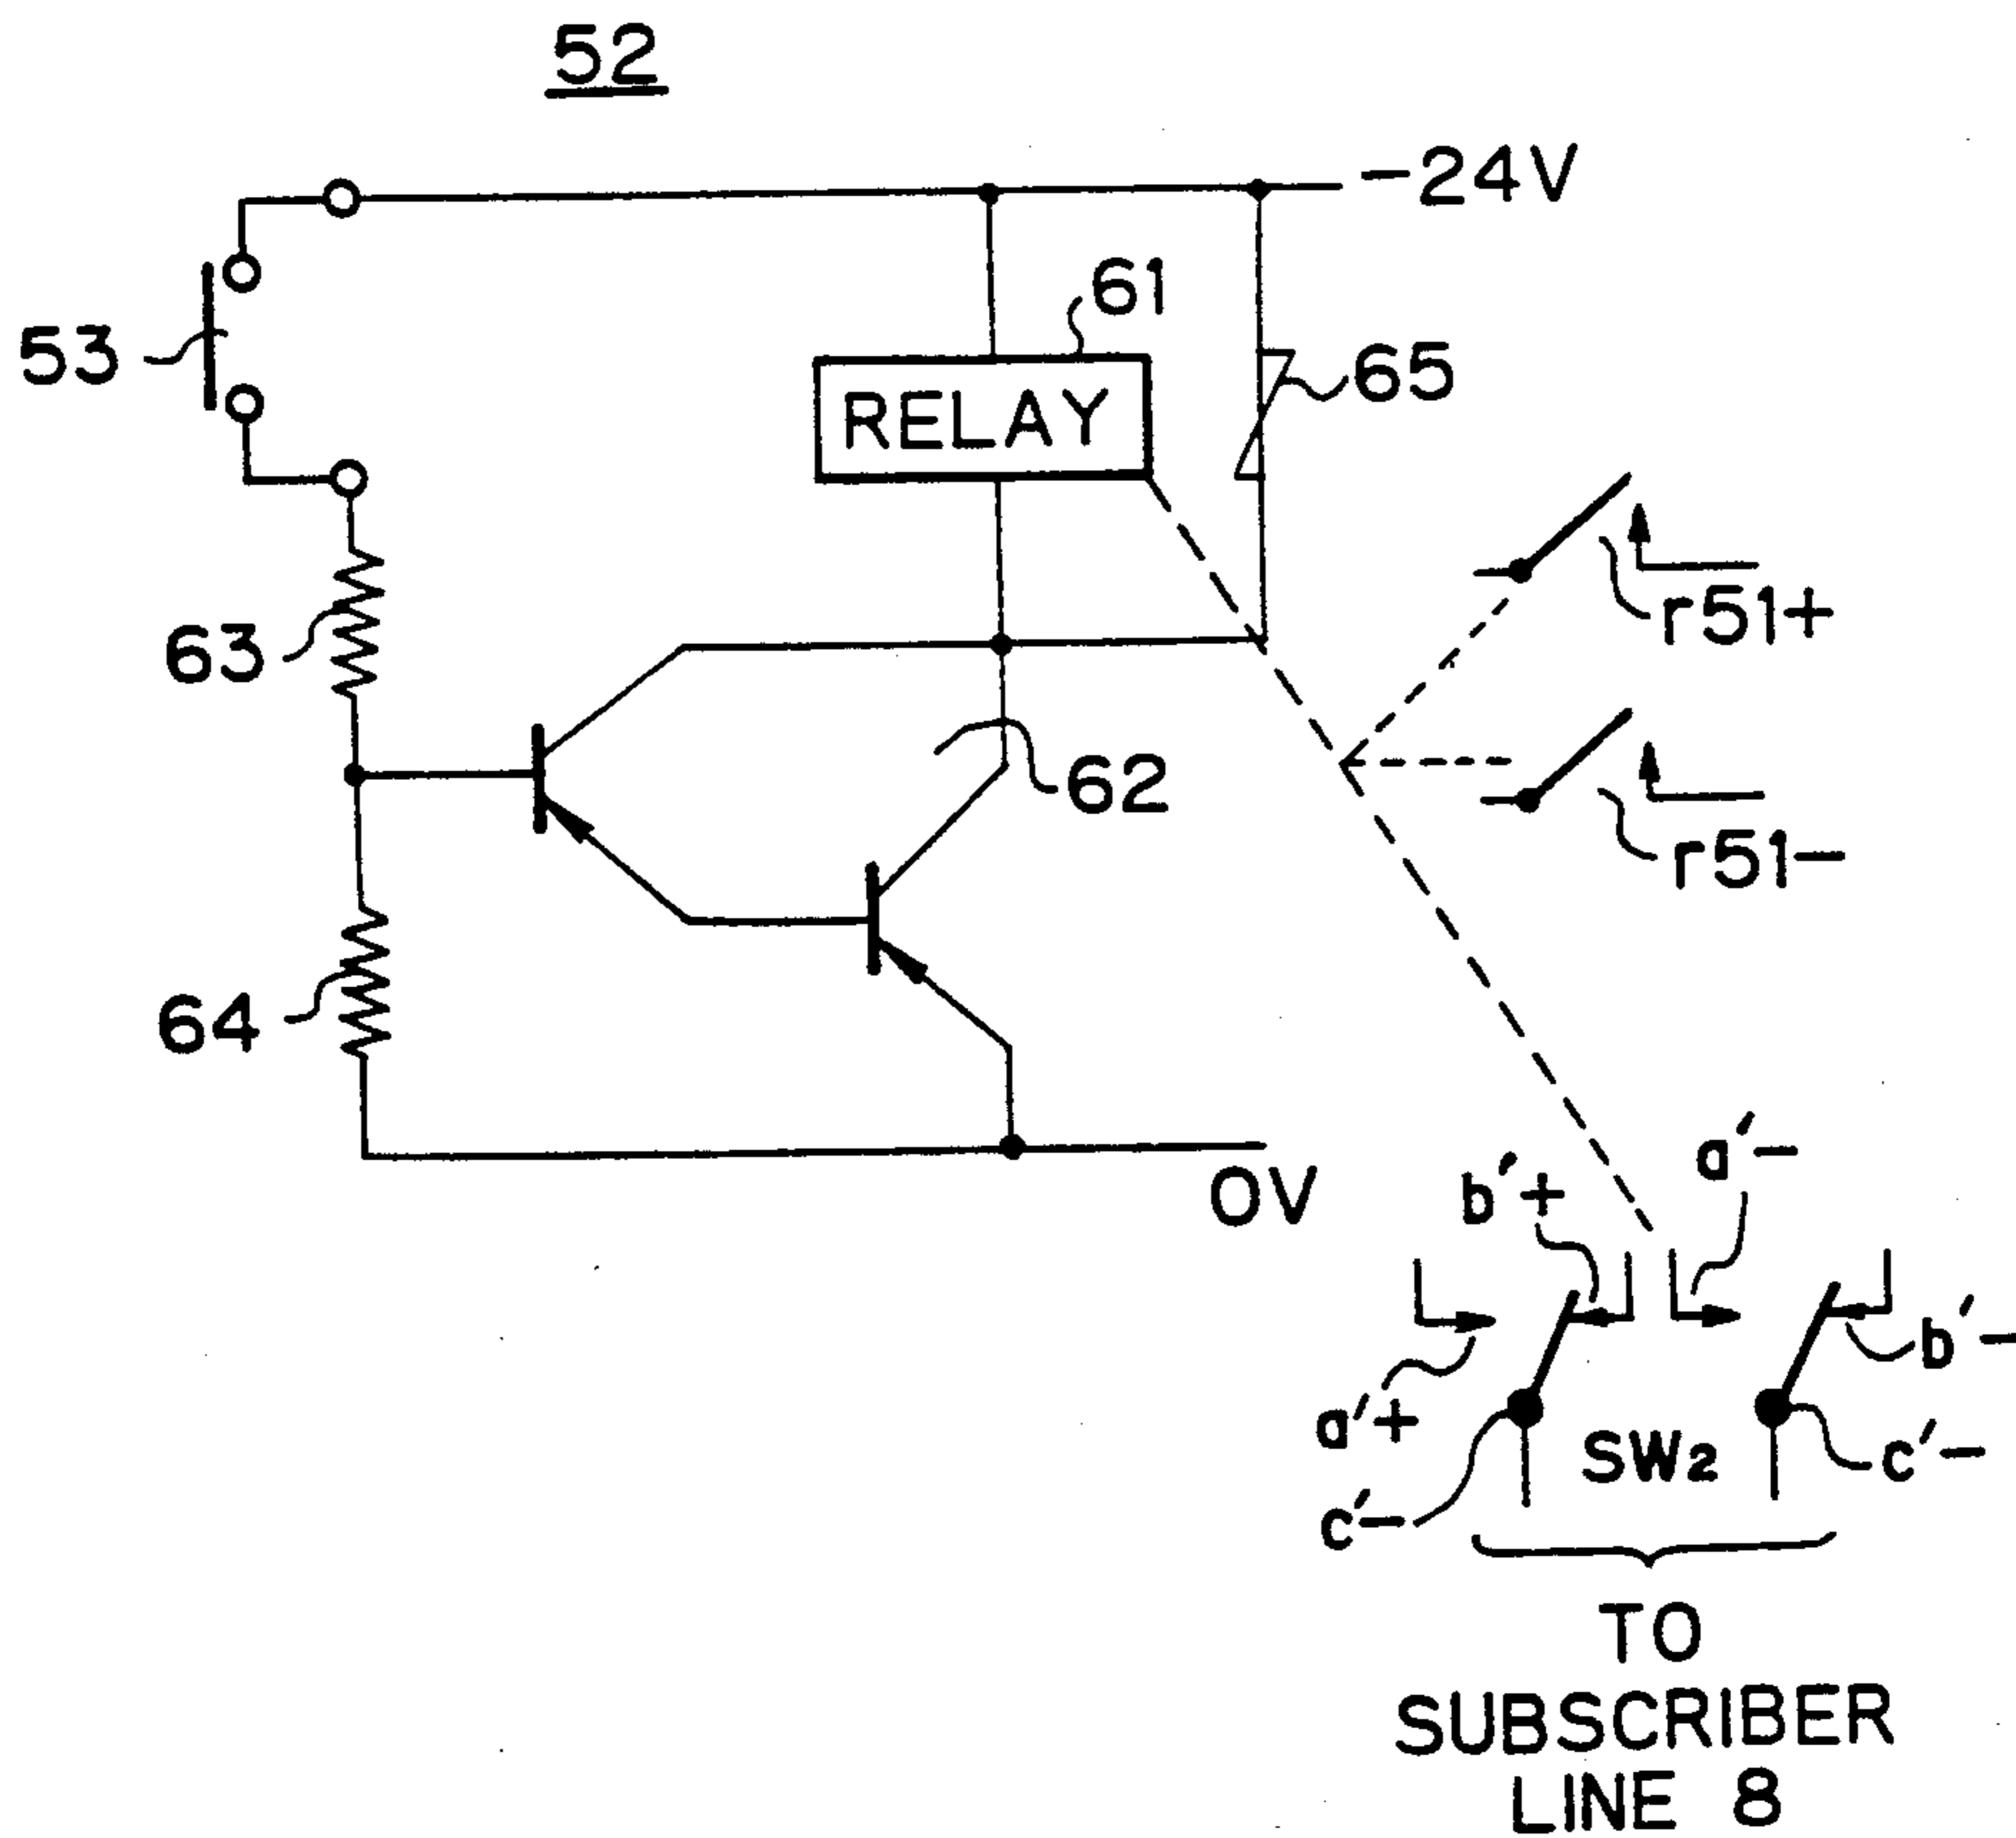 52
-24V
61
53
RELAY
65
r51+
63
62
r51-
64
a'-
b'+
0V
b'-
a'+
SW2
c'-
c'-
TO
SUBSCRIBER
LINE 8